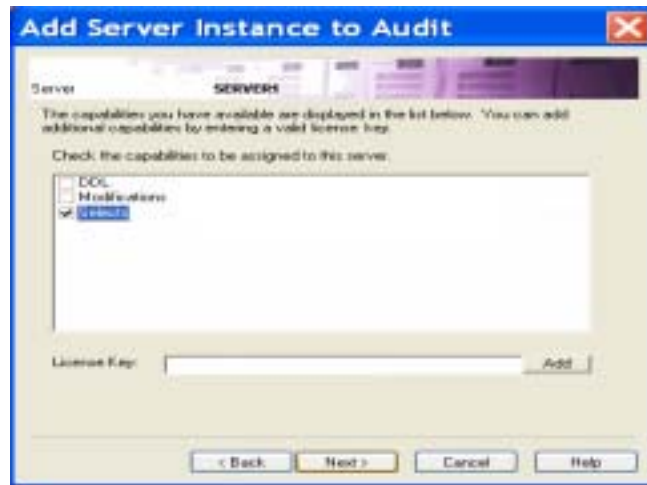 Add Server Instance to Audit
Server SERVER1
The capabilities you have available are displayed in the list below. You can add
additional capabilities by entering a valid license key.
Check the capabilities to be assigned to this server.
DDL
Modifications
Selects
License Key: Add
< Back Next > Cancel Help